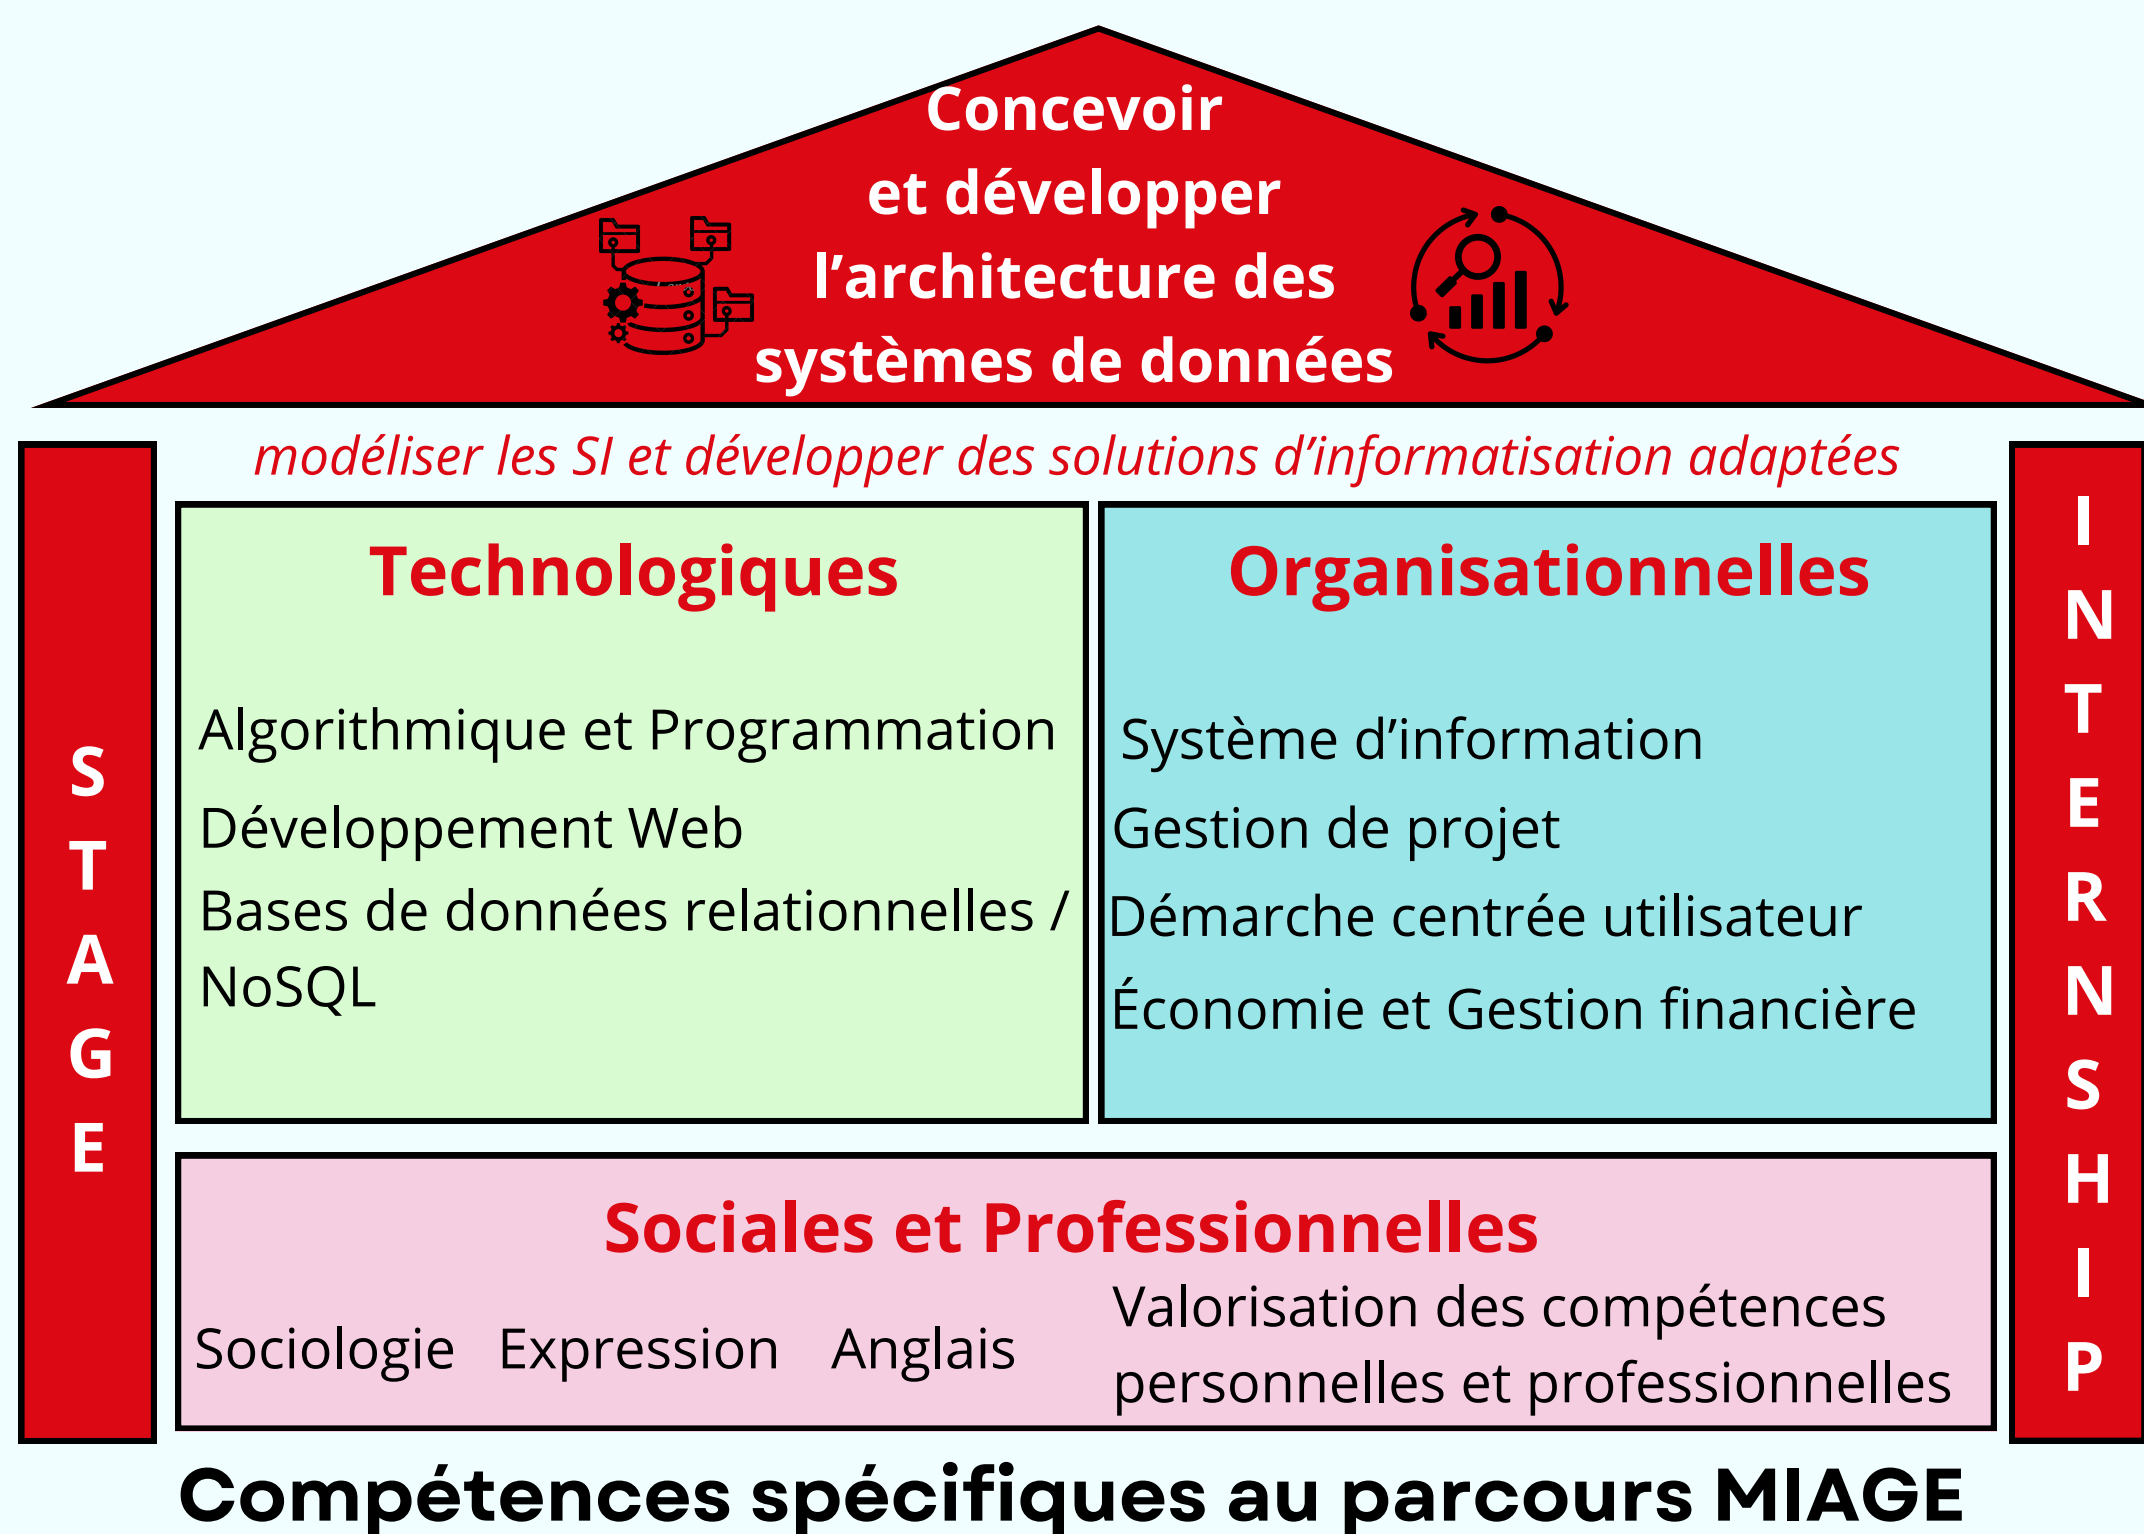 Concevoir
et développer
l’architecture des
systèmes de données
modéliser les SI et développer des solutions d’informatisation adaptées
STAGE
Technologiques
Algorithmique et Programmation
Développement Web
Bases de données relationnelles /
NoSQL
Organisationnelles
Système d’information
Gestion de projet
Démarche centrée utilisateur
Économie et Gestion financière
INTERNSHIP
Sociales et Professionnelles
Sociologie Expression Anglais
Valorisation des compétences
personnelles et professionnelles
Compétences spécifiques au parcours MIAGE